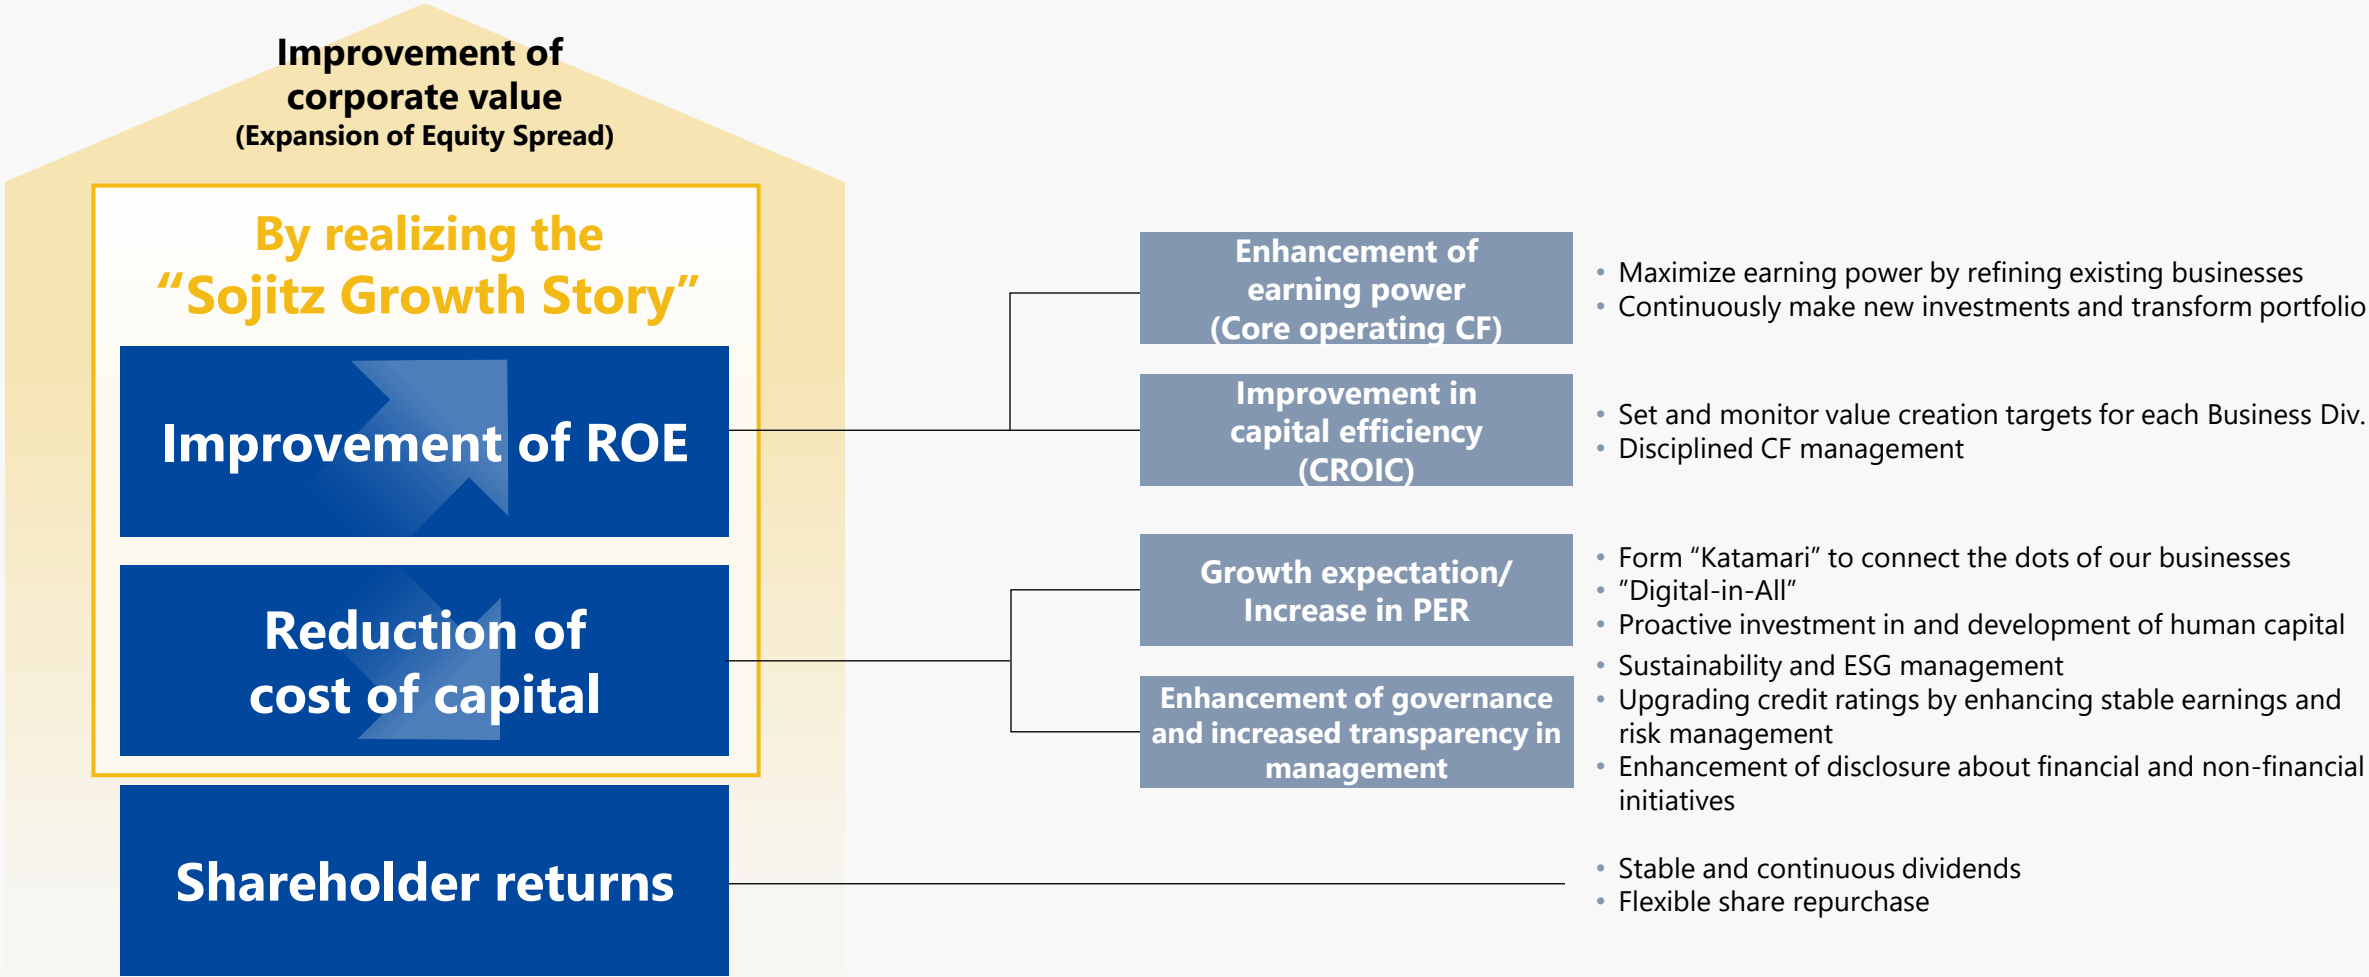 Improvement of
corporate value
(Expansion of Equity Spread)
By realizing the
“Sojitz Growth Story”
Improvement of ROE
Enhancement of
earning power
(Core operating CF)
• Maximize earning power by refining existing businesses
• Continuously make new investments and transform portfolio
Improvement in
capital efficiency
(CROIC)
• Set and monitor value creation targets for each Business Div.
• Disciplined CF management
Reduction of
cost of capital
Growth expectation/
Increase in PER
• Form “Katamari” to connect the dots of our businesses
• ”Digital-in-All”
• Proactive investment in and development of human capital
Enhancement of governance
and increased transparency in
management
• Sustainability and ESG management
• Upgrading credit ratings by enhancing stable earnings and
risk management
• Enhancement of disclosure about financial and non-financial
initiatives
Shareholder returns
• Stable and continuous dividends
• Flexible share repurchase